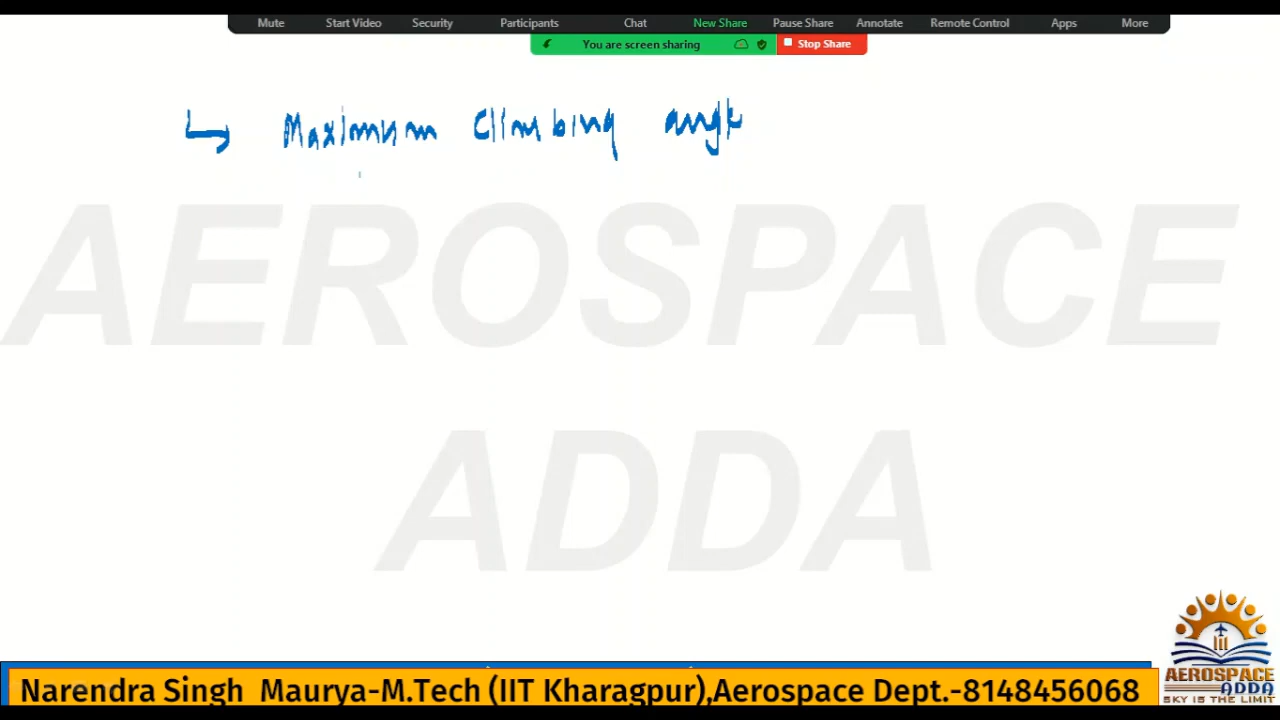 Mute Start Video Security Participants Chat New Share Pause Share Annotate Remote Control Apps More
You are screen sharing Stop Share
↳ Maximum climbing angle
AEROSPACE
ADDA
AEROSPACE
ADDA
SKY IS THE LIMIT
Narendra Singh Maurya-M.Tech (IIT Kharagpur),Aerospace Dept.-8148456068